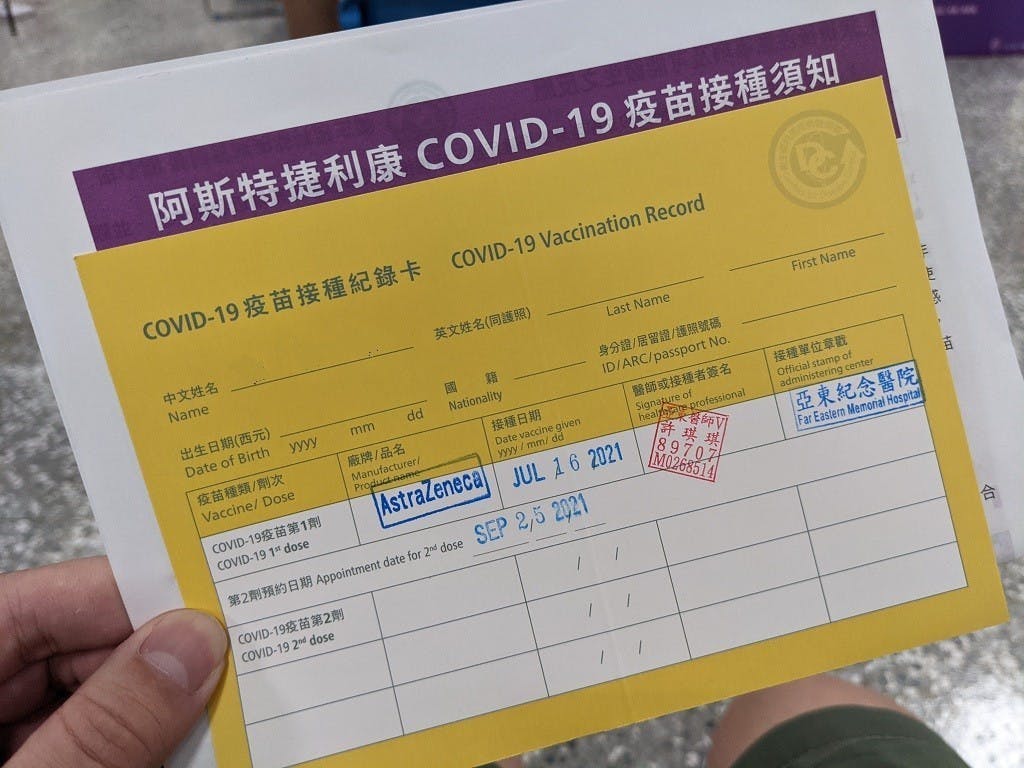 阿斯特捷利康 COVID-19 疫苗接種須知
COVID-19 疫苗接種紀錄卡 COVID-19 Vaccination Record
中文姓名
Name
英文姓名(同護照)
Last Name
First Name
出生日期(西元)
Date of Birth
yyyy mm dd
國 籍
Nationality
身分證/居留證/護照號碼
ID/ARC/passport No.
疫苗種類/劑次
Vaccine/ Dose
廠牌/品名
Manufacturer/
Product name
接種日期
Date vaccine given
yyyy / mm/ dd
醫師或接種者簽名
Signature of
professional
接種單位章戳
Official stamp of
administering center
COVID-19疫苗第1劑
COVID-19 1st dose
AstraZeneca
JUL 16 2021
醫師V
許琪琪
89707
M0268514
亞東紀念醫院
Far Eastern Memorial Hospital
第2劑預約日期 Appointment date for 2nd dose
SEP 25 2021
COVID-19疫苗第2劑
COVID-19 2nd dose
/ /
/ /
/ /